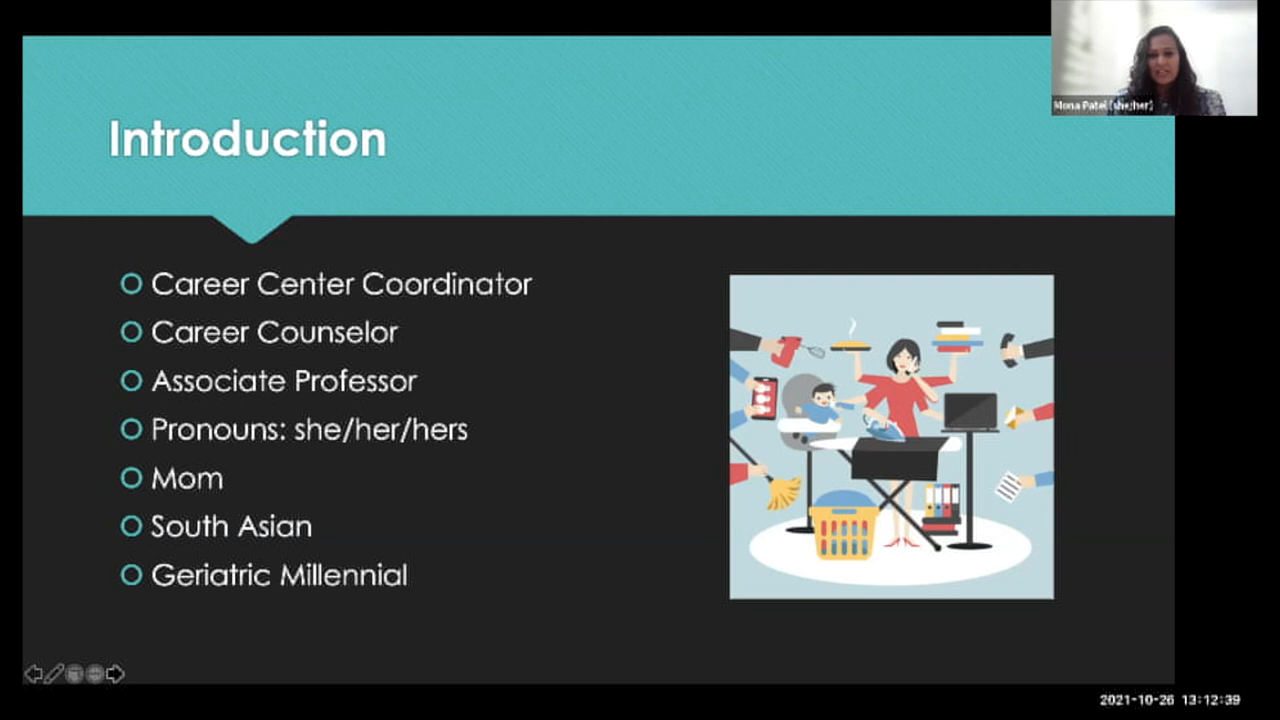 Mona Patel (she/her)
Introduction
Career Center Coordinator
Career Counselor
Associate Professor
Pronouns: she/her/hers
Mom
South Asian
Geriatric Millennial
2021-10-26 13:12:39